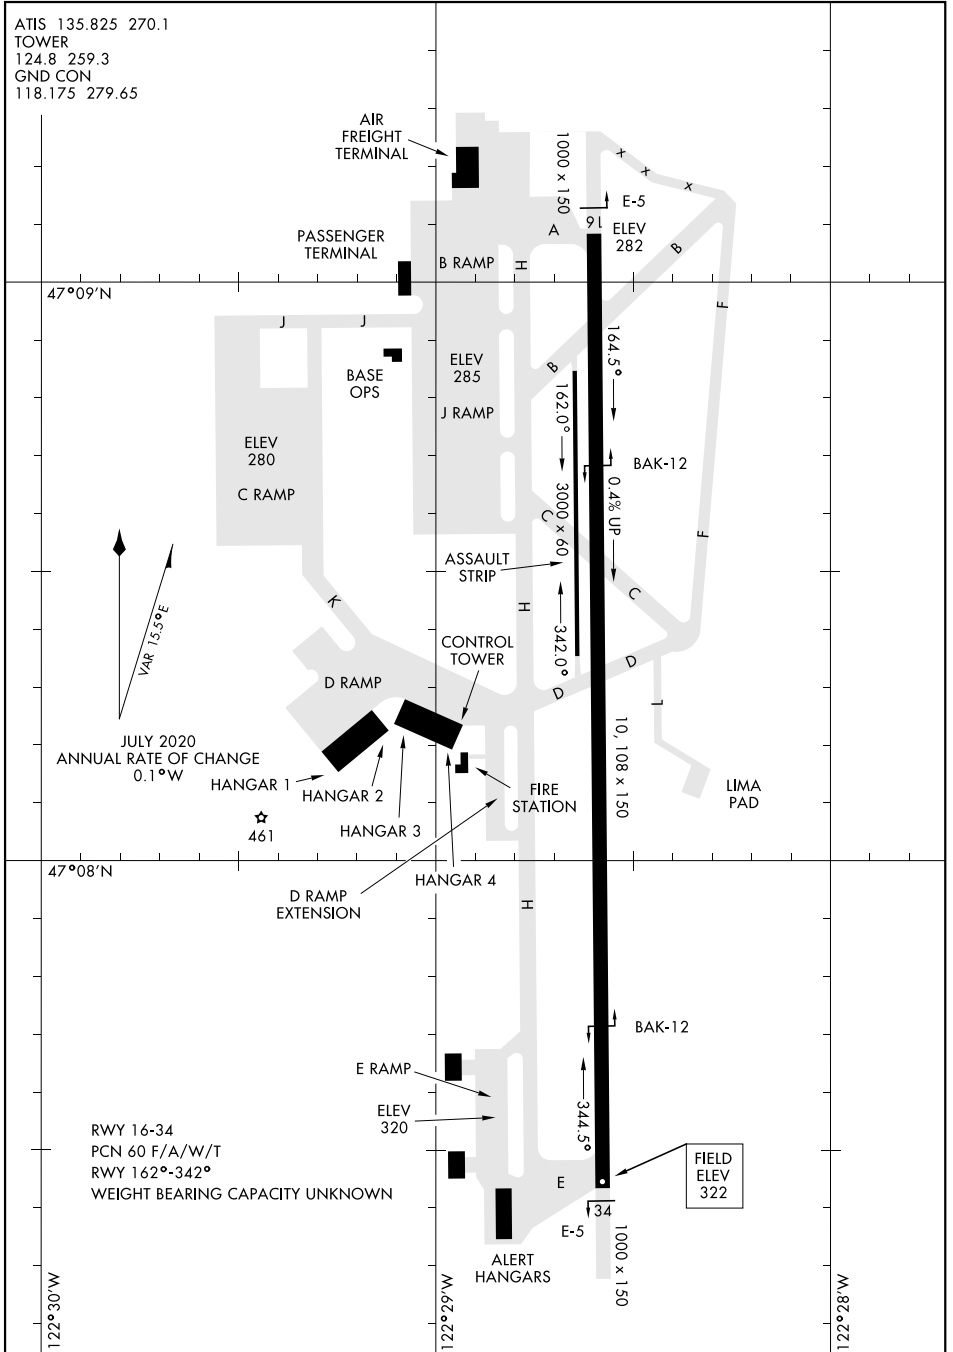 ATIS 135.825 270.1
TOWER
124.8 259.3
GND CON
118.175 279.65
AIR
FREIGHT
TERMINAL
1000 x 150
x
x
x
E-5
16
ELEV
282
A
PASSENGER
TERMINAL
B RAMP
H
B
47°09'N
F
J
J
164.5°
BASE
OPS
ELEV
285
B
J RAMP
162.0°
ELEV
280
C RAMP
BAK-12
0.4% UP
3000 x 60
C
F
ASSAULT
STRIP
VAR 15.5°E
K
H
C
342.0°
CONTROL
TOWER
D
D RAMP
D
L
JULY 2020
ANNUAL RATE OF CHANGE
0.1°W
10, 108 x 150
HANGAR 1
HANGAR 2
HANGAR 3
FIRE
STATION
LIMA
PAD
461
47°08'N
HANGAR 4
D RAMP
EXTENSION
H
BAK-12
E RAMP
ELEV
320
344.5°
RWY 16-34
PCN 60 F/A/W/T
RWY 162°-342°
WEIGHT BEARING CAPACITY UNKNOWN
FIELD
ELEV
322
E
34
E-5
1000 x 150
ALERT
HANGARS
122°30'W
122°29'W
122°28'W